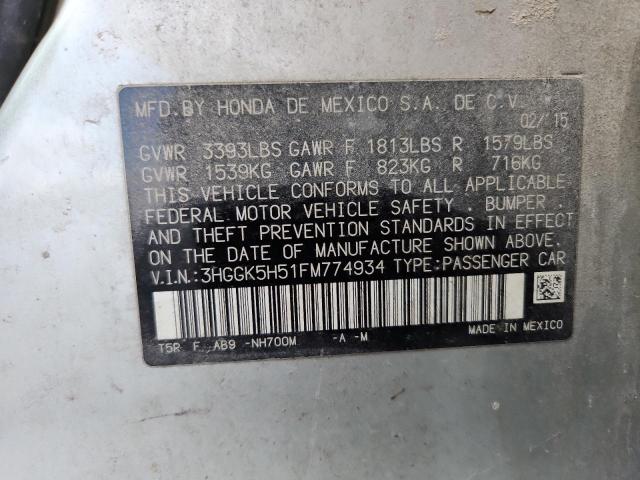 MFD.BY HONDA DE MEXICO S.A. DE C.V.
02/'15
GVWR 3393LBS GAWR F 1813LBS R 1579LBS
GVWR 1539KG GAWR F 823KG R 716KG
THIS VEHICLE CONFORMS TO ALL APPLICABLE
FEDERAL MOTOR VEHICLE SAFETY . BUMPER .
AND THEFT PREVENTION STANDARDS IN EFFECT
ON THE DATE OF MANUFACTURE SHOWN ABOVE.
V.I.N.:3HGGK5H51FM774934 TYPE:PASSENGER CAR
T5R F AB9 -NH700M -A -M
MADE IN MEXICO